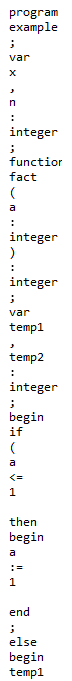 program
example
;
var
x
,
n
:
integer
;
function
fact
(
a
:
integer
)
:
integer
;
var
temp1
,
temp2
:
integer
;
begin
if
(
a
<=
1

then
begin
a
:=
1

end
;
else
begin
temp1